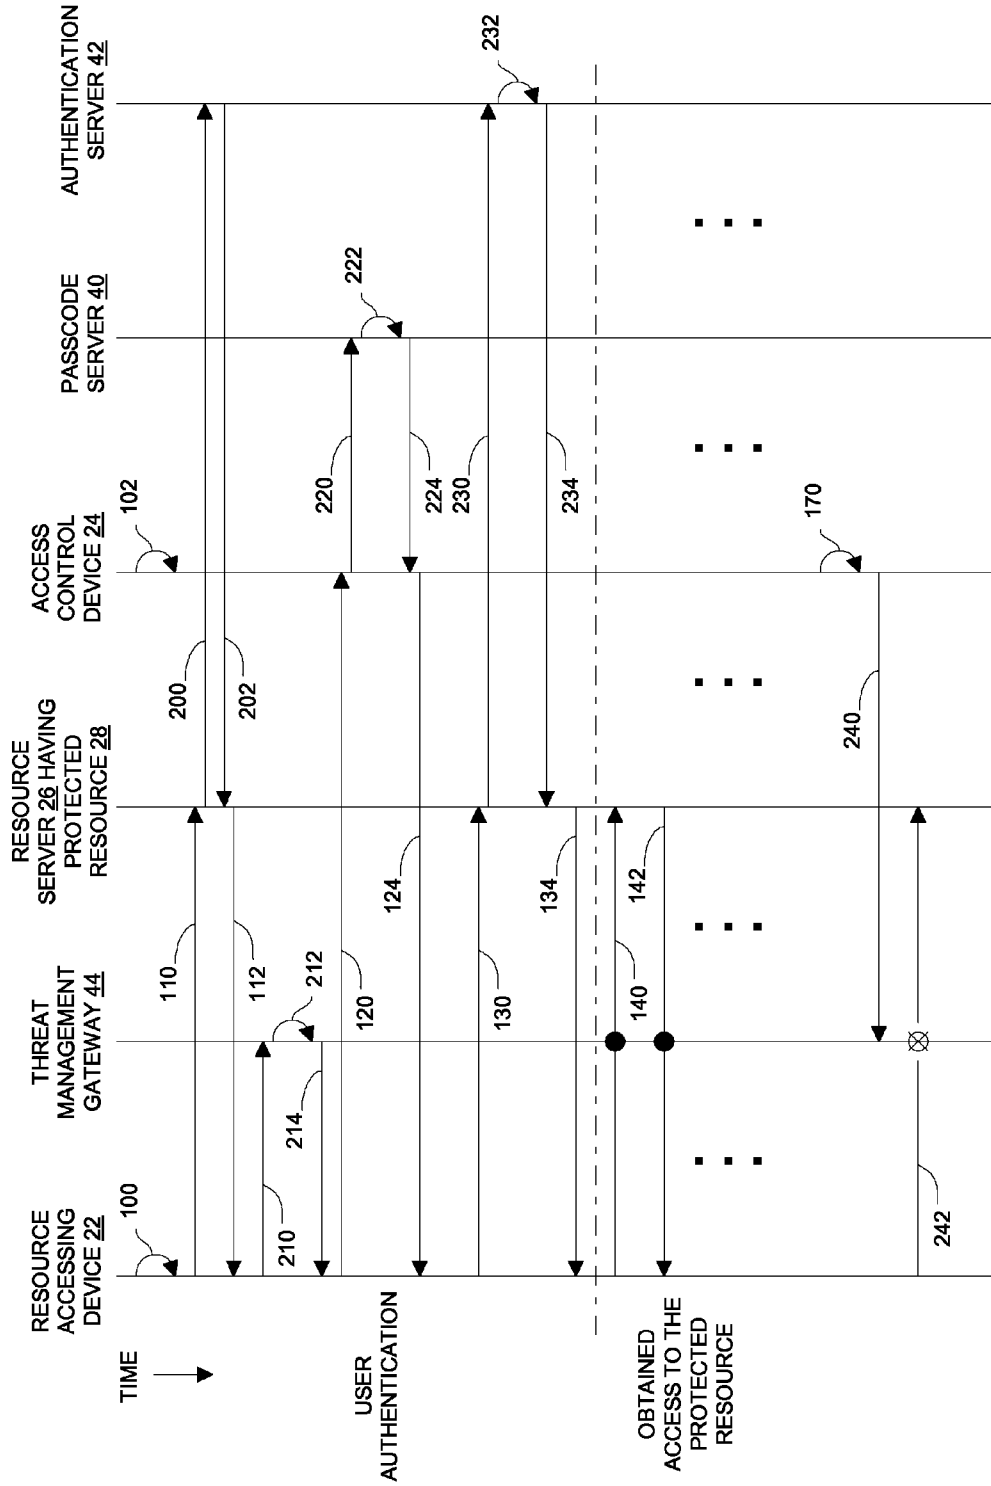 RESOURCE
ACCESSING
DEVICE 22
THREAT
MANAGEMENT
GATEWAY 44
RESOURCE
SERVER 26 HAVING
PROTECTED
RESOURCE 28
ACCESS
CONTROL
DEVICE 24
PASSCODE
SERVER 40
AUTHENTICATION
SERVER 42
TIME
100
102
110
200
112
202
210
212
214
120
220
222
124
224
130
230
232
134
234
USER
AUTHENTICATION
140
142
OBTAINED
ACCESS TO THE
PROTECTED
RESOURCE
170
240
242